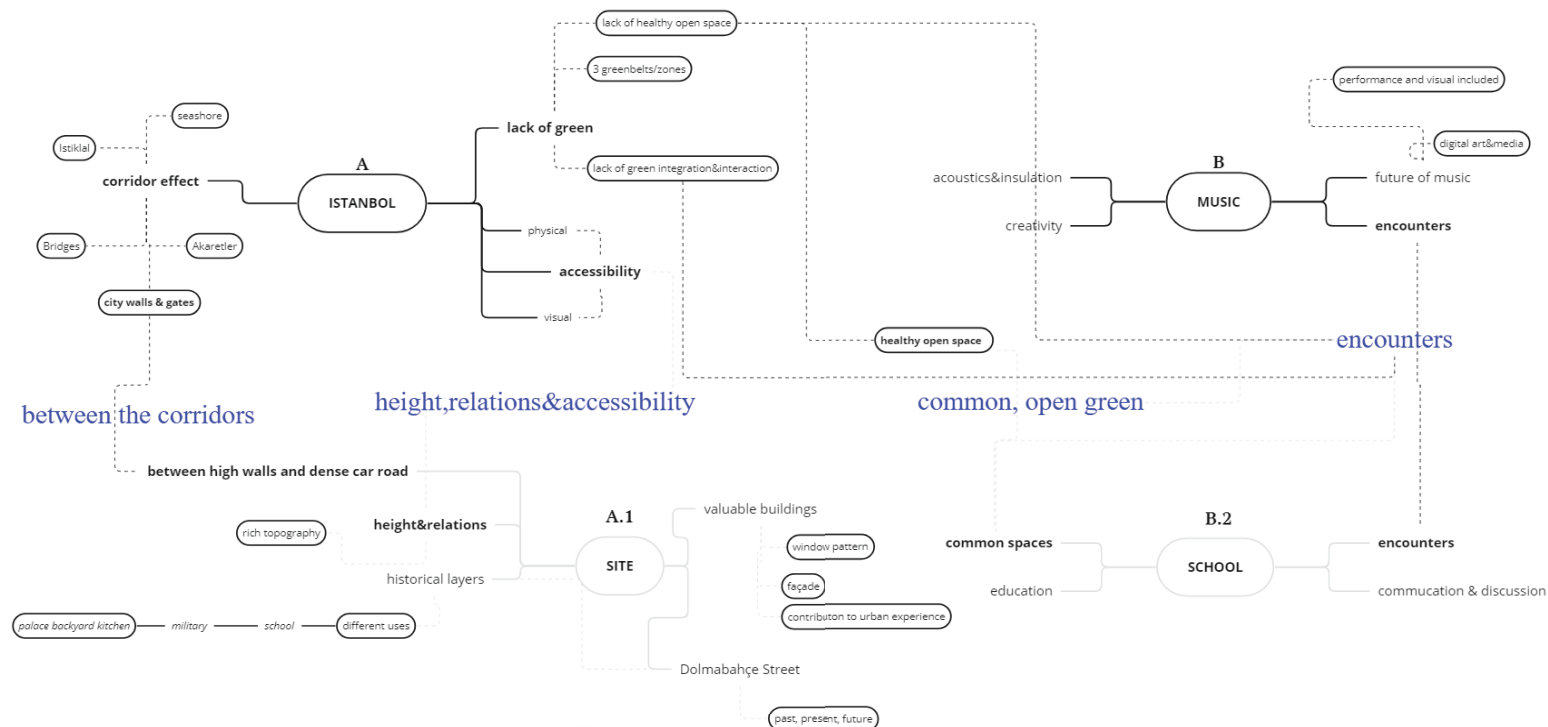 lack of healthy open space
3 greenbelts/zones
performance and visual included
seashore
Istiklal
lack of green
digital art&media
A
B
lack of green integration&interaction
corridor effect
ISTANBOL
acoustics&insulation
MUSIC
future of music
creativity
encounters
physical
Bridges
Akaretler
accessibility
city walls & gates
visual
healthy open space
encounters
between the corridors
height,relations&accessibility
common, open green
between high walls and dense car road
valuable buildings
A.1
B.2
height&relations
rich topography
window pattern
common spaces
encounters
SITE
SCHOOL
historical layers
façade
education
commucation & discussion
contributon to urban experience
palace backyard kitchen
military
school
different uses
Dolmabahçe Street
past, present, future